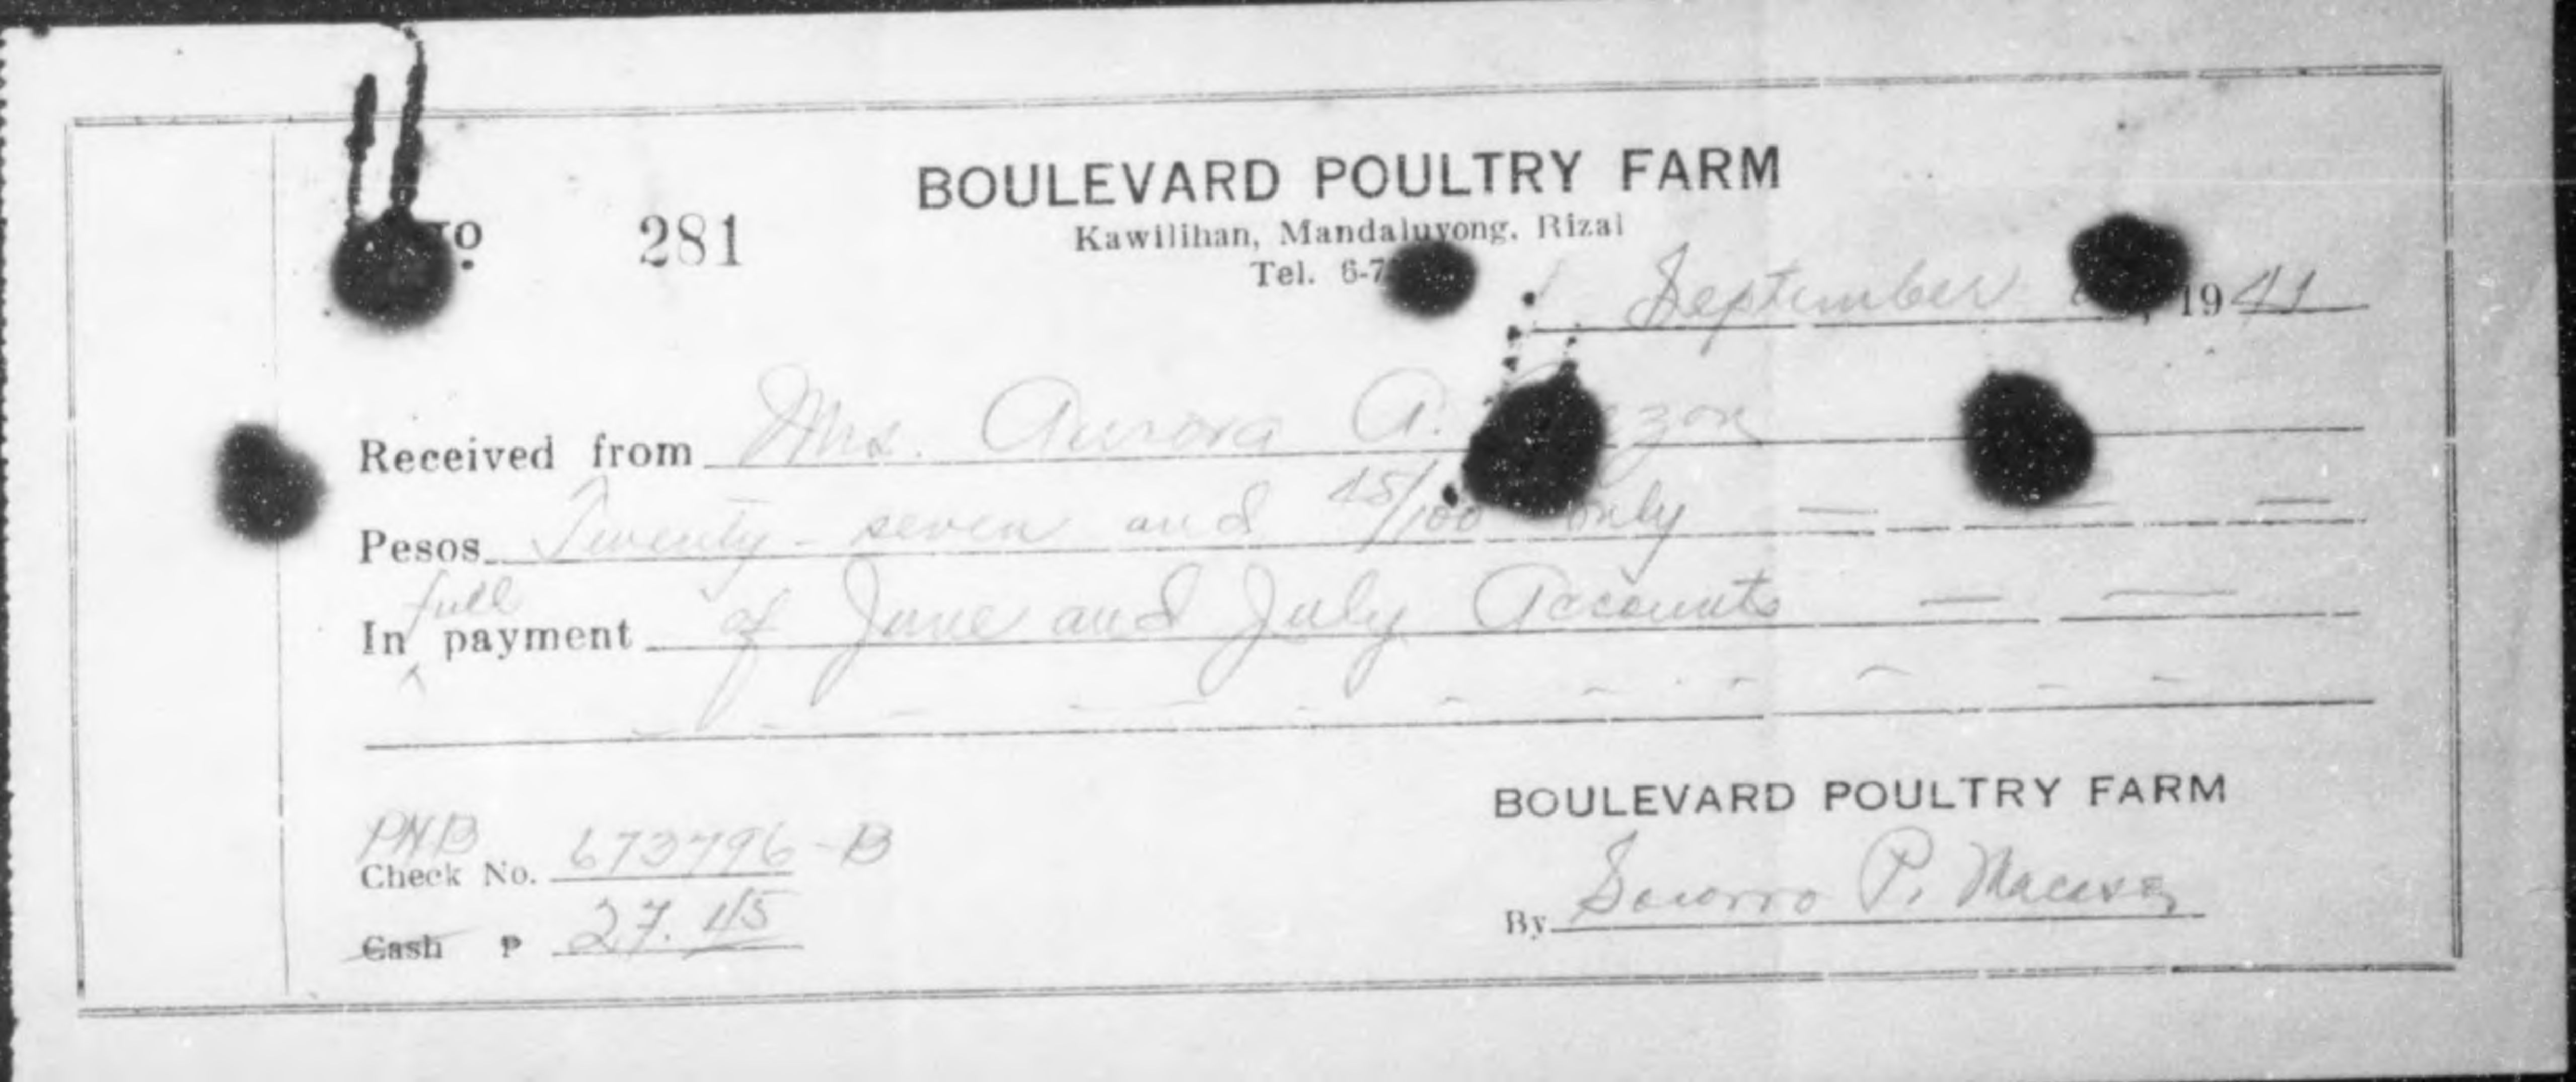 No. 281
BOULEVARD POULTRY FARM
Kawilihan, Mandaluyong, Rizal
Tel. 6-7
September , 1941
Received from Mrs. Aurora A.
Pesos Twenty-seven and 45/100 only
full
In payment of June and July Accounts
PNB
Check No. 673796-B
Cash ₱ 27.45
BOULEVARD POULTRY FARM
By Socorro P.